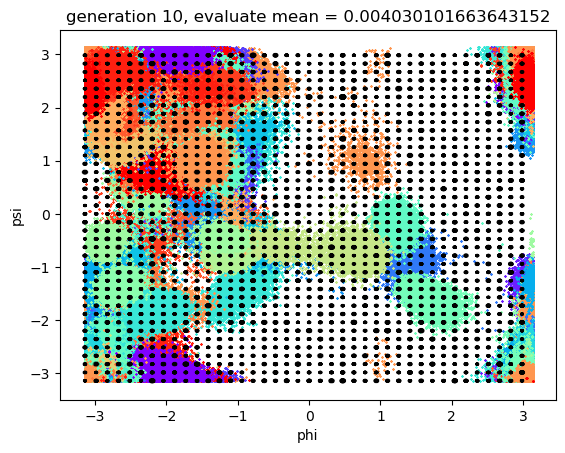 generation 10, evaluate mean = 0.004030101663643152
3
2
1
0
−1
−2
−3
psi
−3 −2 −1 0 1 2 3
phi